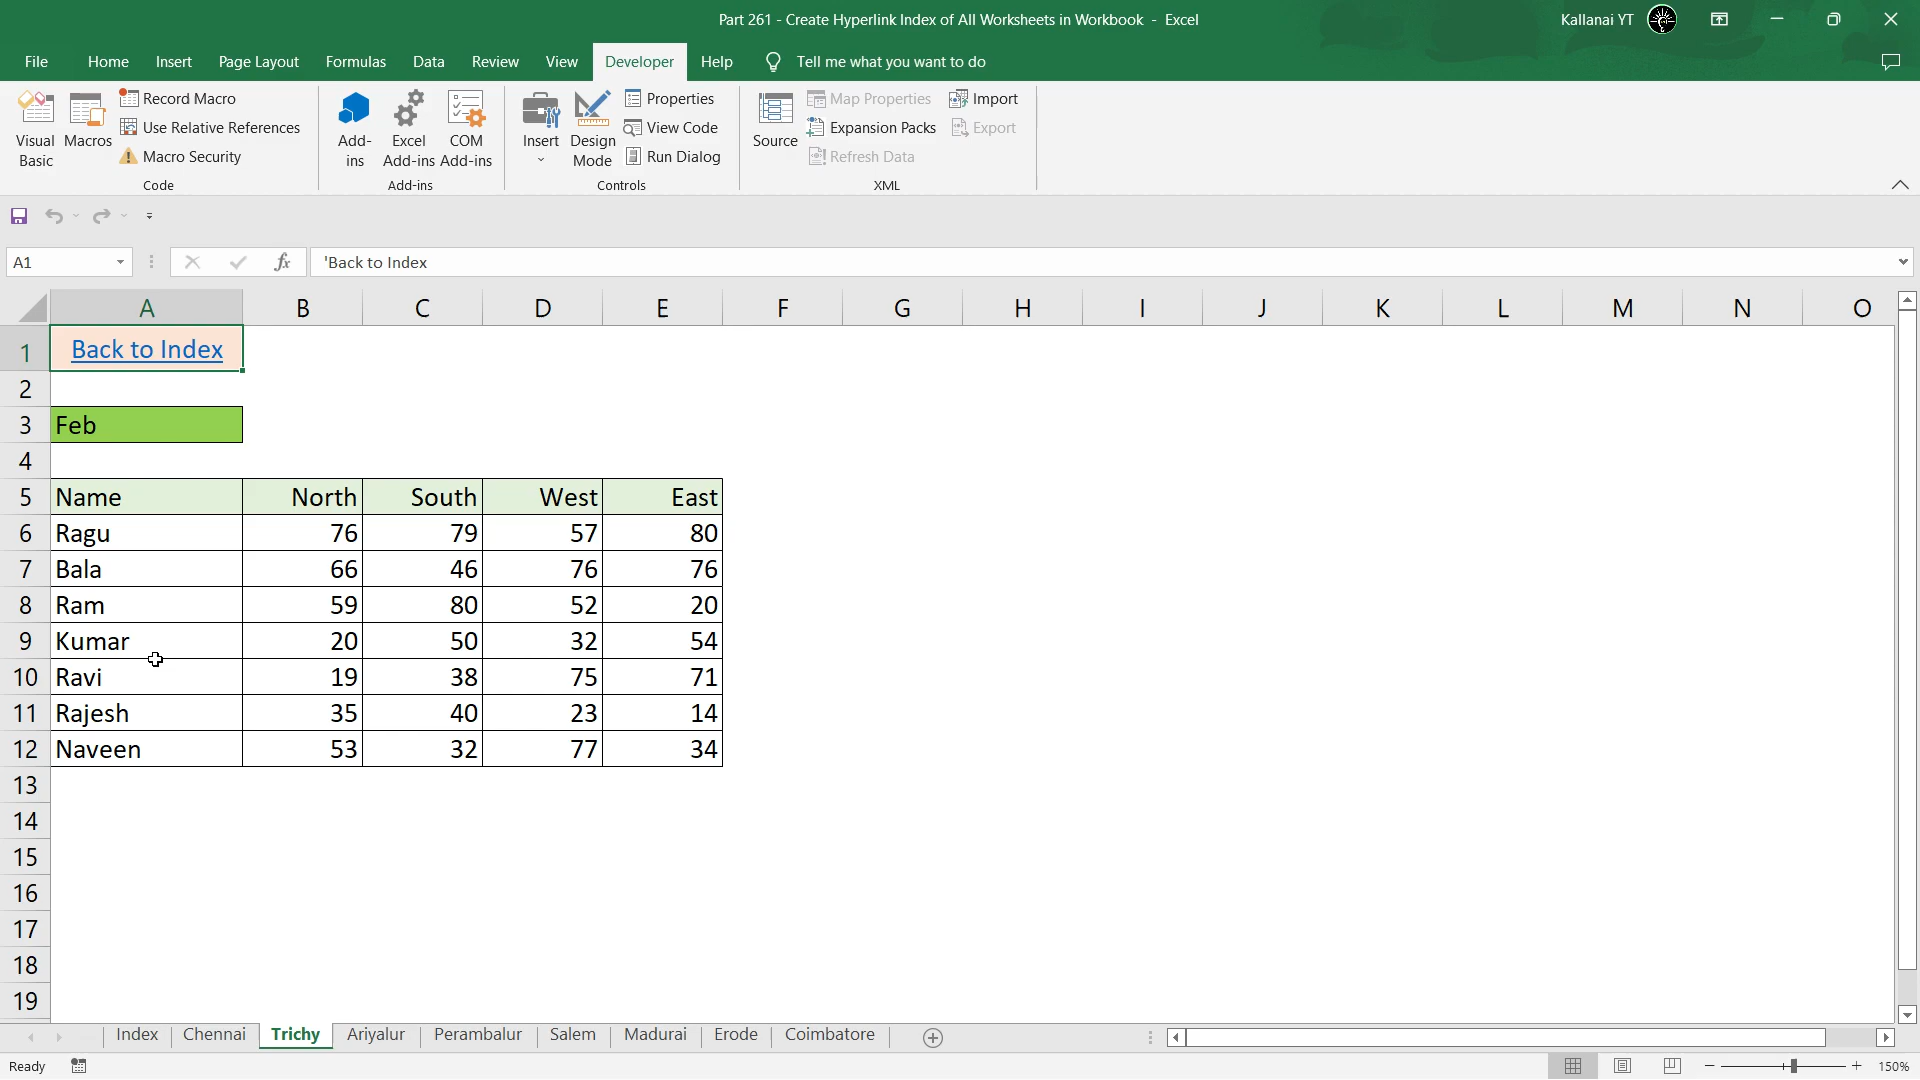 Part 261 - Create Hyperlink Index of All Worksheets in Workbook - Excel
Kallanai YT
File Home Insert Page Layout Formulas Data Review View Developer Help Tell me what you want to do
Visual Basic
Macros
Record Macro
Use Relative References
Macro Security
Code
Add-ins
Excel Add-ins
COM Add-ins
Add-ins
Insert
Design Mode
Properties
View Code
Run Dialog
Controls
Source
Map Properties
Expansion Packs
Refresh Data
Import
Export
XML
A1
fx
'Back to Index
A B C D E F G H I J K L M N O
1 Back to Index
2
3 Feb
4
5 Name North South West East
6 Ragu 76 79 57 80
7 Bala 66 46 76 76
8 Ram 59 80 52 20
9 Kumar 20 50 32 54
10 Ravi 19 38 75 71
11 Rajesh 35 40 23 14
12 Naveen 53 32 77 34
13
14
15
16
17
18
19
Index Chennai Trichy Ariyalur Perambalur Salem Madurai Erode Coimbatore
Ready
150%